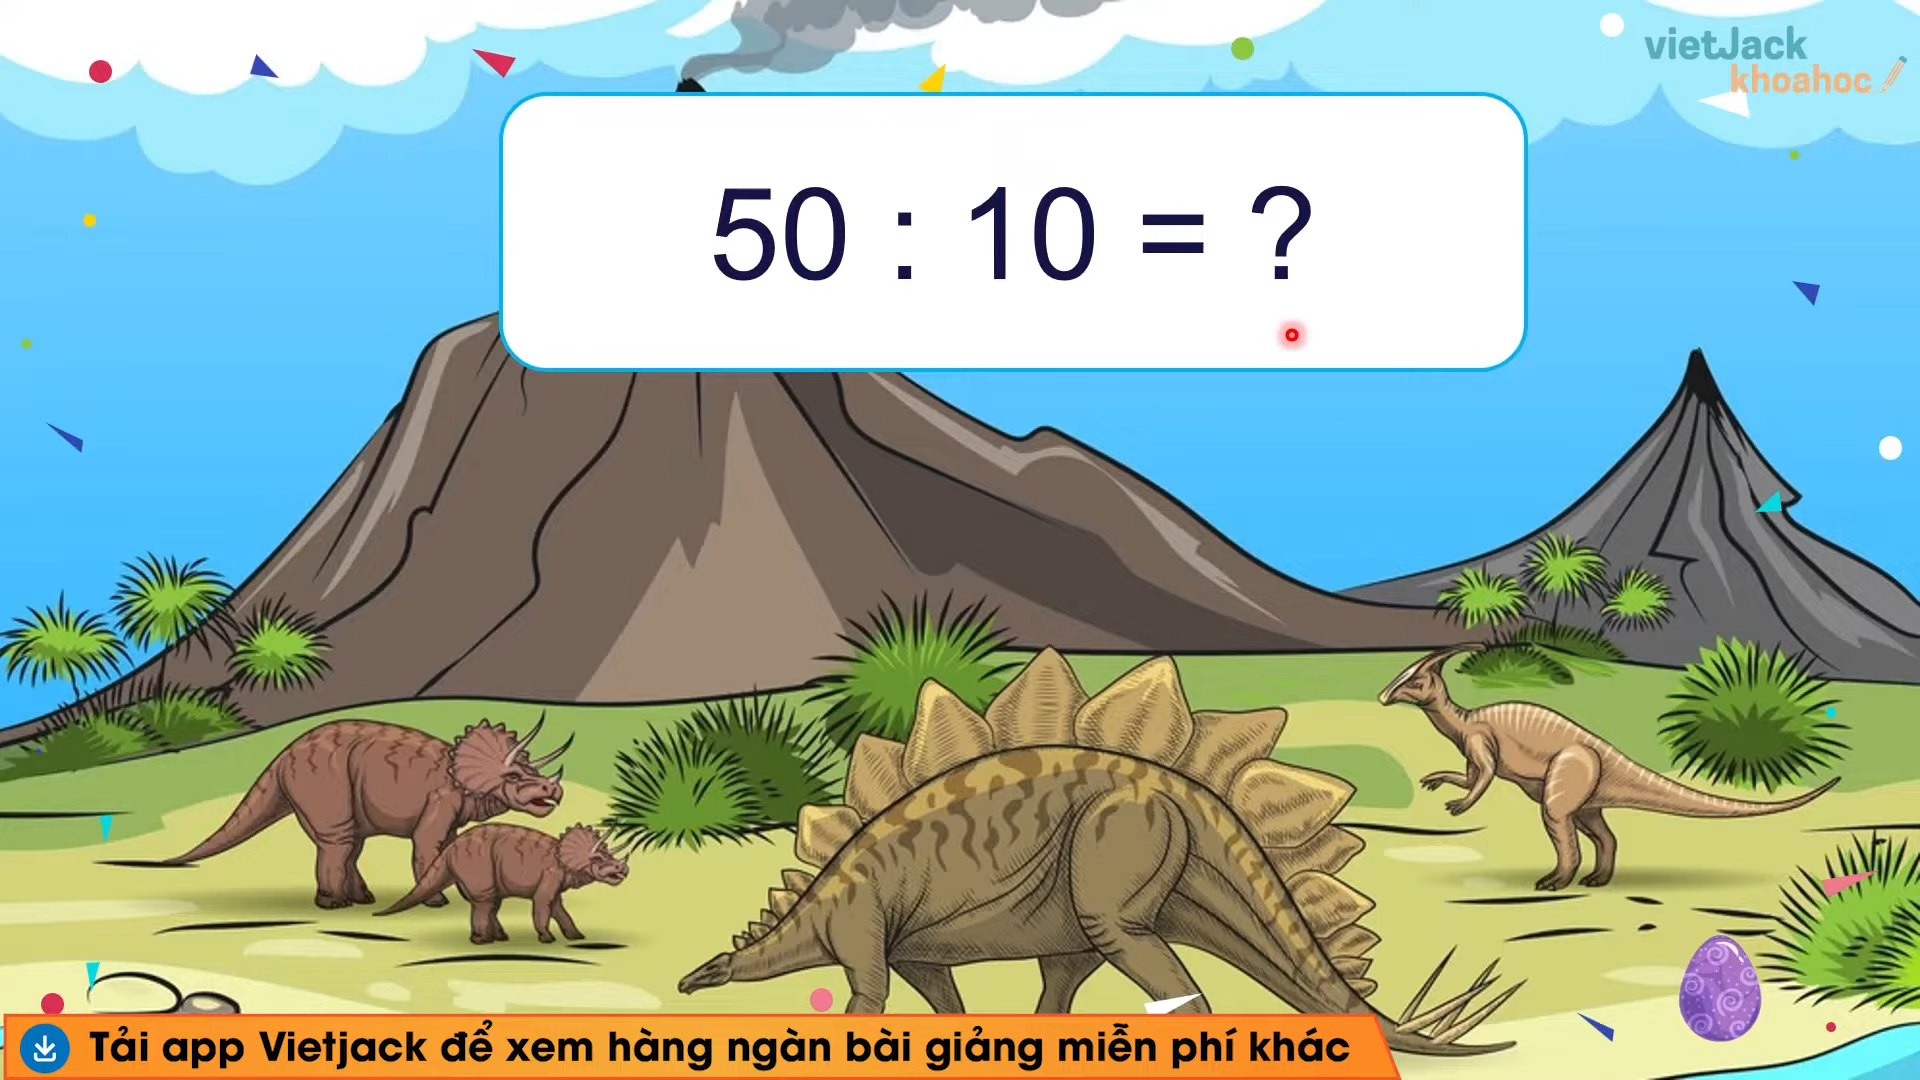 vietJack
khoahoc
50 : 10 = ?
Tải app Vietjack để xem hàng ngàn bài giảng miễn phí khác